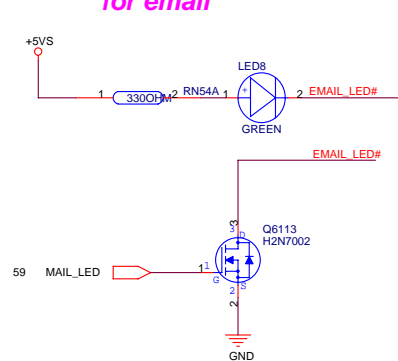 for email
+5VS
LED8
1 330OHM 2 RN54A 1 + 2 EMAIL_LED#
GREEN
EMAIL_LED#
3
3 D
Q6113
H2N7002
59 MAIL_LED 1 1
G S
2
2
GND